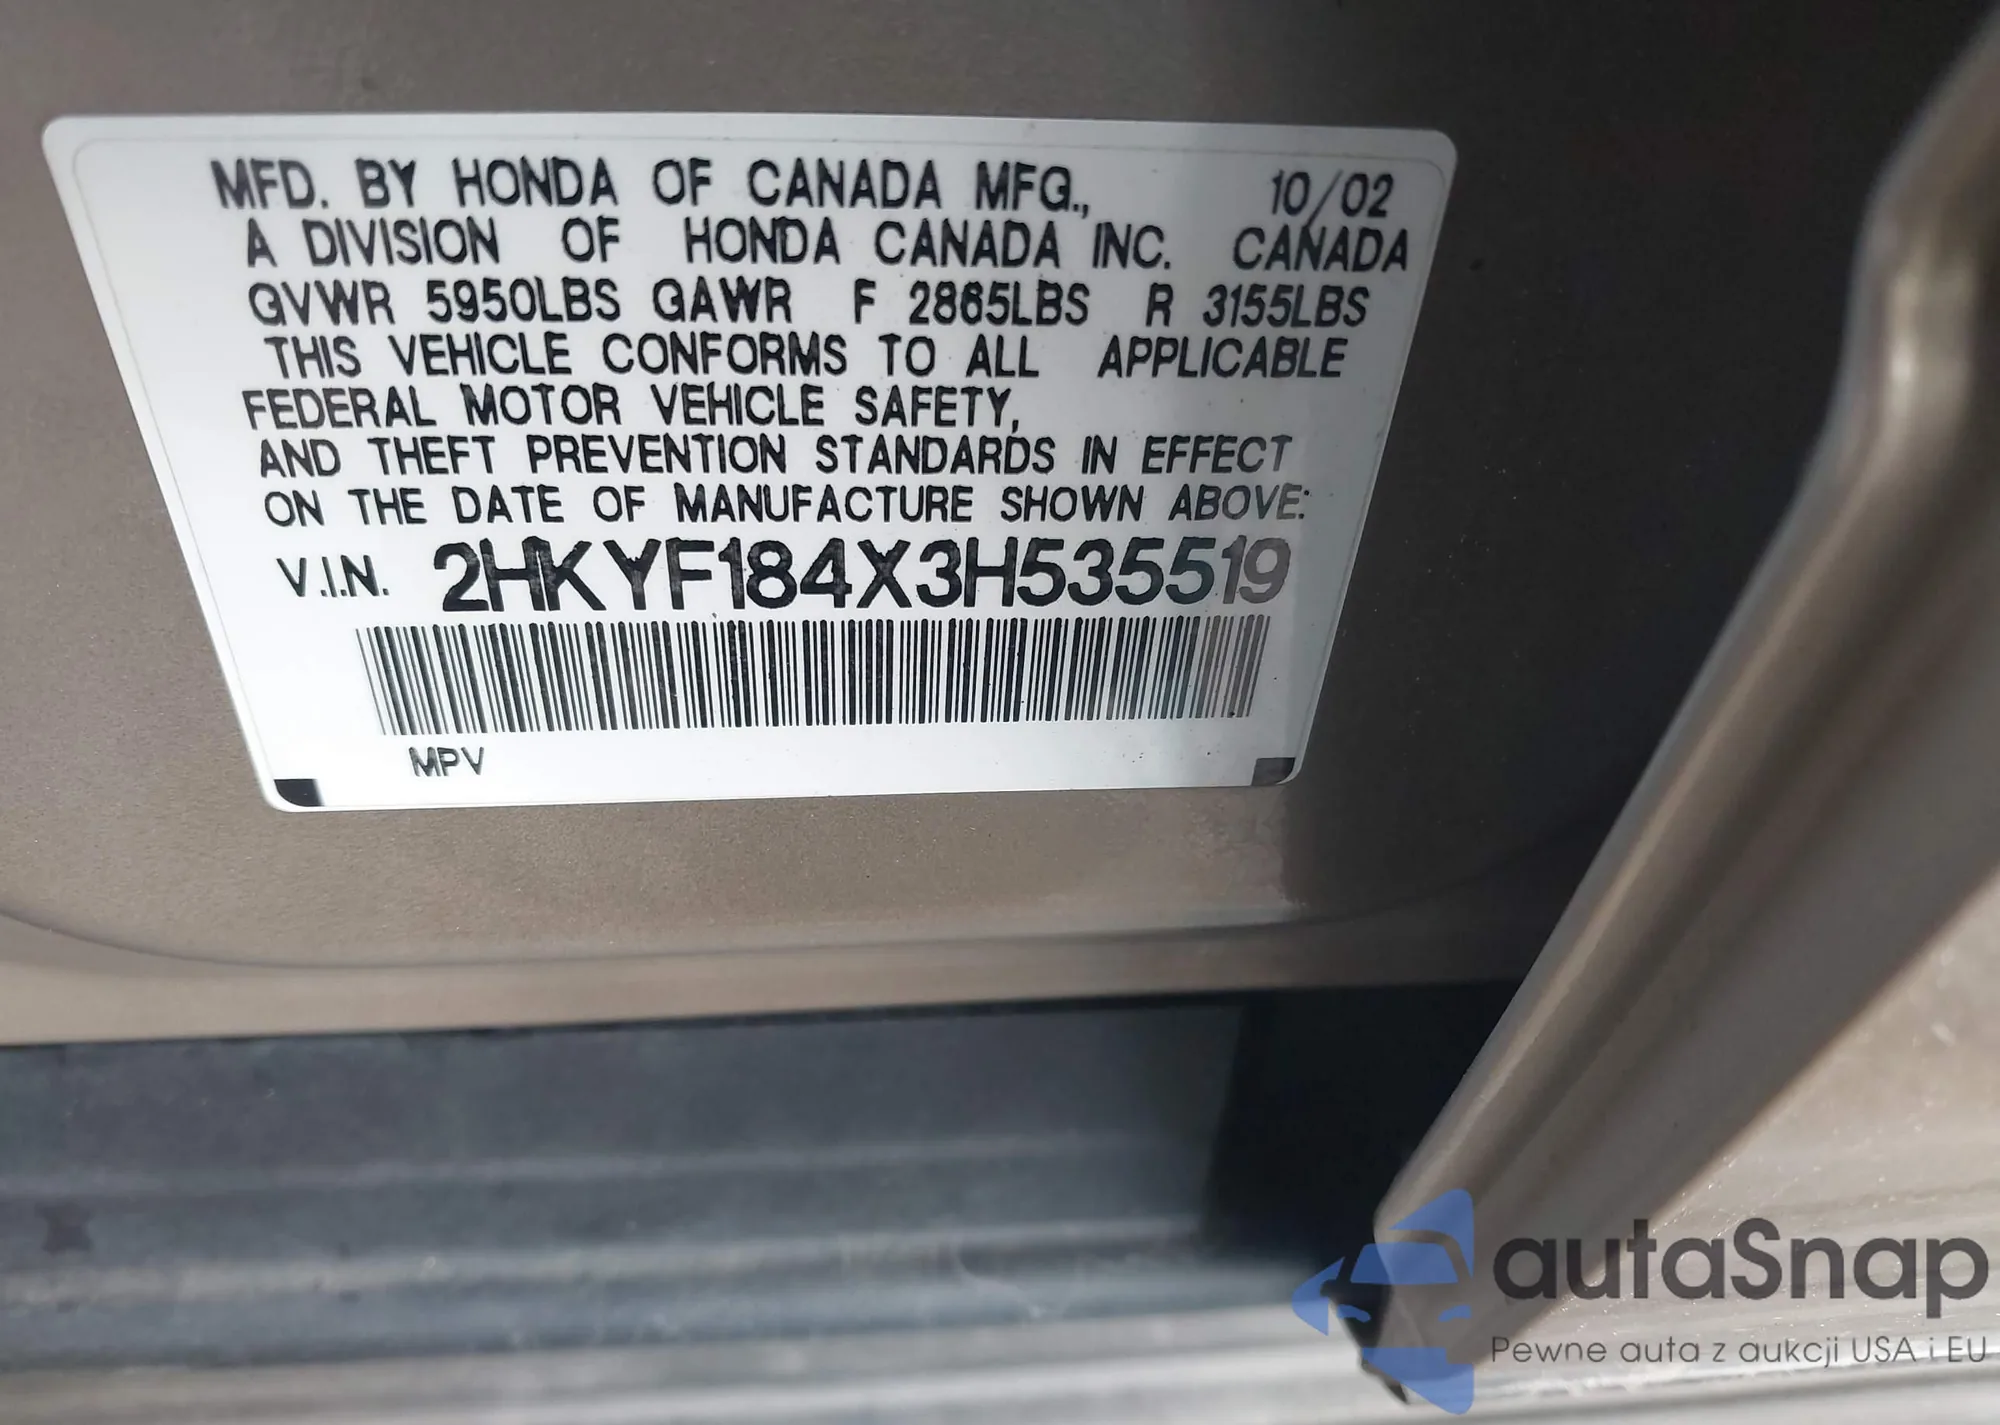 MFD. BY HONDA OF CANADA MFG., 10/02
A DIVISION OF HONDA CANADA INC. CANADA
GVWR 5950LBS GAWR F 2865LBS R 3155LBS
THIS VEHICLE CONFORMS TO ALL APPLICABLE
FEDERAL MOTOR VEHICLE SAFETY,
AND THEFT PREVENTION STANDARDS IN EFFECT
ON THE DATE OF MANUFACTURE SHOWN ABOVE:
V.I.N. 2HKYF184X3H535519
MPV
autaSnap
Pewne auta z aukcji USA i EU